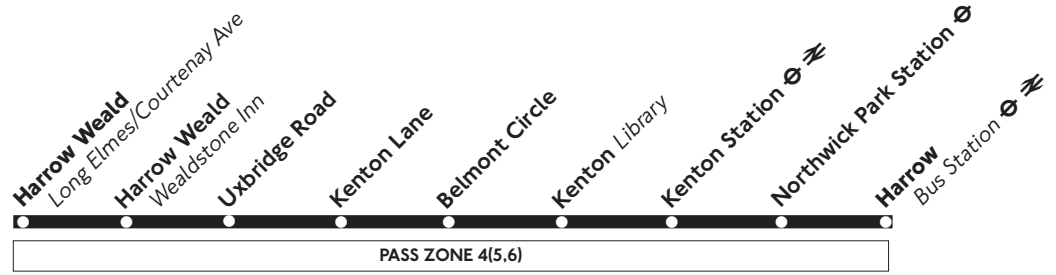 Harrow Weald
Long Elmes/Courtenay Ave
Harrow Weald
Wealdstone Inn
Uxbridge Road
Kenton Lane
Belmont Circle
Kenton Library
Kenton Station
Northwick Park Station
Harrow
Bus Station
PASS ZONE 4(5,6)